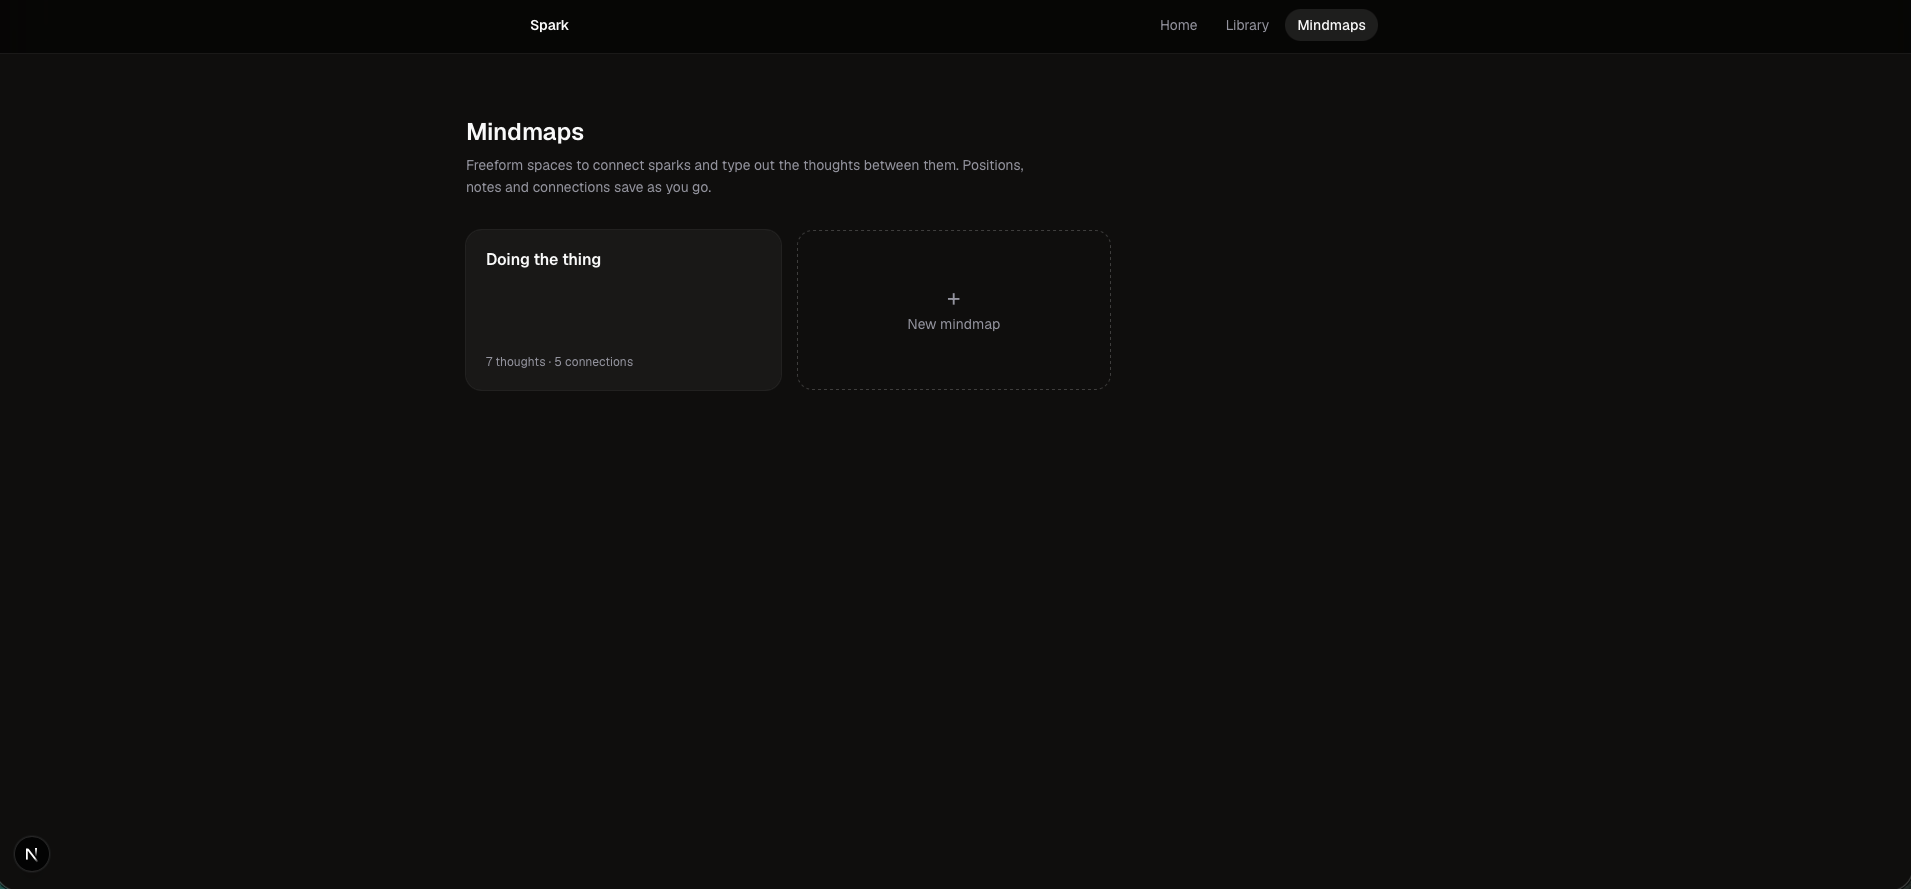 Spark
Home
Library
Mindmaps
Mindmaps
Freeform spaces to connect sparks and type out the thoughts between them. Positions,
notes and connections save as you go.
Doing the thing
7 thoughts · 5 connections
+
New mindmap
N